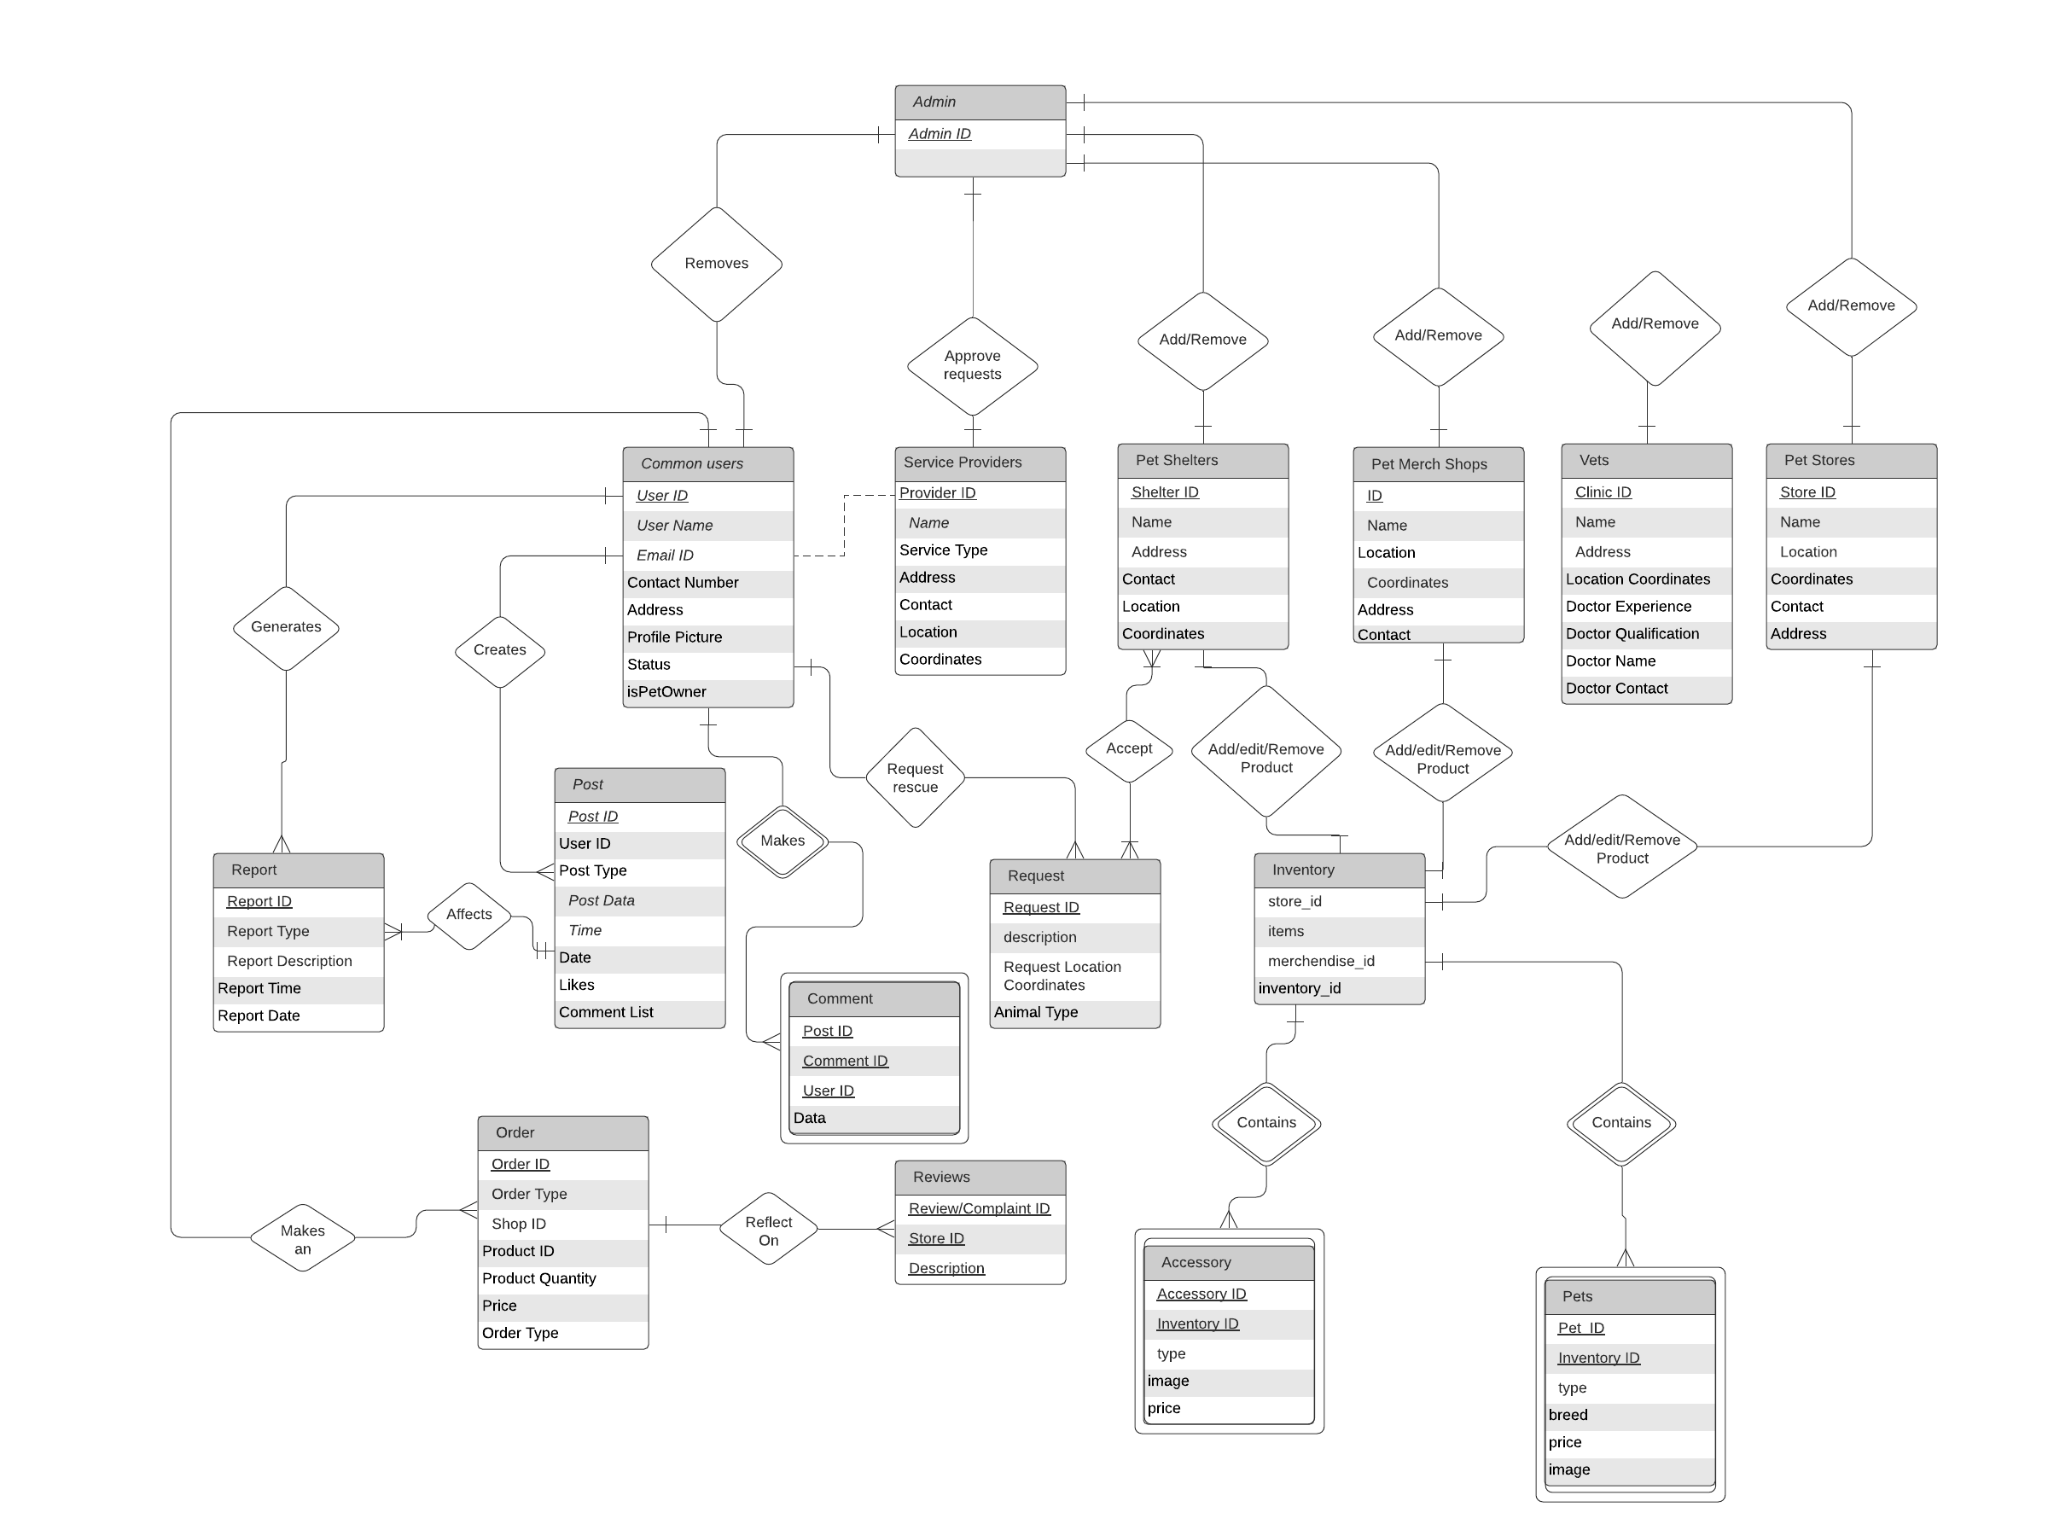 Admin
Admin ID
Removes
Approve
requests
Add/Remove
Add/Remove
Add/Remove
Add/Remove
Common users
User ID
User Name
Email ID
Contact Number
Address
Profile Picture
Status
isPetOwner
Service Providers
Provider ID
Name
Service Type
Address
Contact
Location
Coordinates
Pet Shelters
Shelter ID
Name
Address
Contact
Location
Coordinates
Pet Merch Shops
ID
Name
Location
Coordinates
Address
Contact
Vets
Clinic ID
Name
Address
Location Coordinates
Doctor Experience
Doctor Qualification
Doctor Name
Doctor Contact
Pet Stores
Store ID
Name
Location
Coordinates
Contact
Address
Generates
Creates
Request
rescue
Accept
Add/edit/Remove
Product
Add/edit/Remove
Product
Add/edit/Remove
Product
Makes
Report
Report ID
Report Type
Report Description
Report Time
Report Date
Affects
Post
Post ID
User ID
Post Type
Post Data
Time
Date
Likes
Comment List
Comment
Post ID
Comment ID
User ID
Data
Request
Request ID
description
Request Location
Coordinates
Animal Type
Inventory
store_id
items
merchendise_id
inventory_id
Contains
Contains
Makes
an
Order
Order ID
Order Type
Shop ID
Product ID
Product Quantity
Price
Order Type
Reflect
On
Reviews
Review/Complaint ID
Store ID
Description
Accessory
Accessory ID
Inventory ID
type
image
price
Pets
Pet_ID
Inventory ID
type
breed
price
image